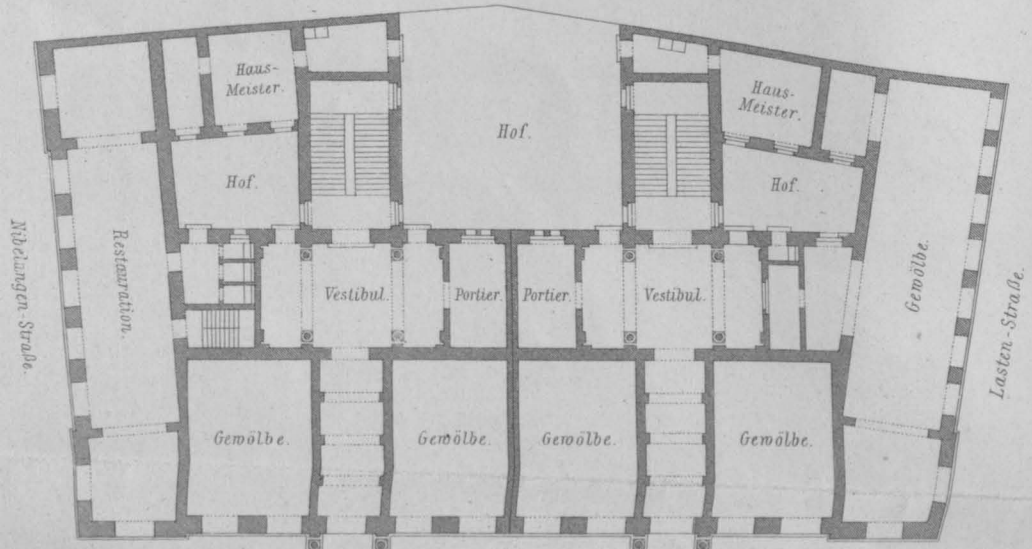 Haus-
Meister.
Haus-
Meister.
Hof.
Hof.
Hof.
Nibelungen-Straße.
Restauration.
Vestibul.
Portier.
Portier.
Vestibul.
Gewölbe.
Lasten-Straße.
Gewölbe.
Gewölbe.
Gewölbe.
Gewölbe.